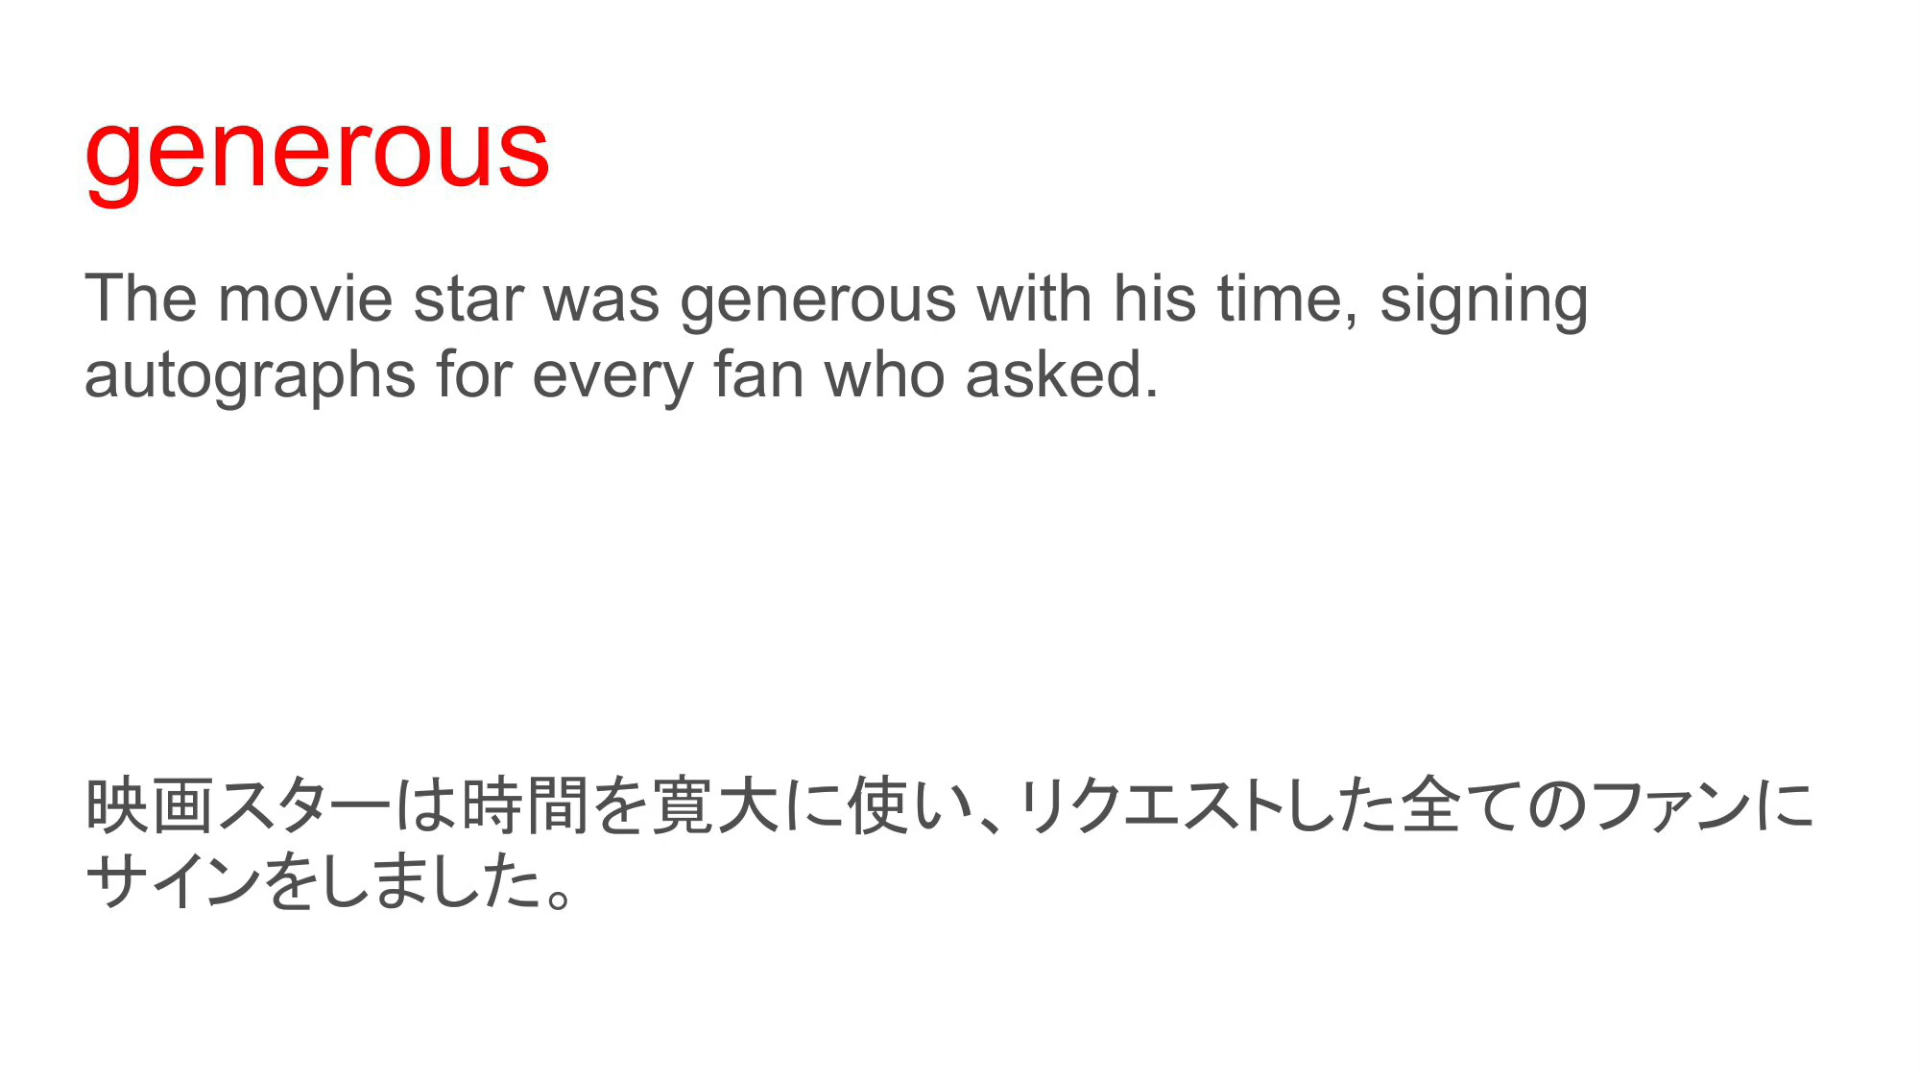 generous
The movie star was generous with his time, signing
autographs for every fan who asked.
映画スターは時間を寛大に使い、リクエストした全てのファンに
サインをしました。